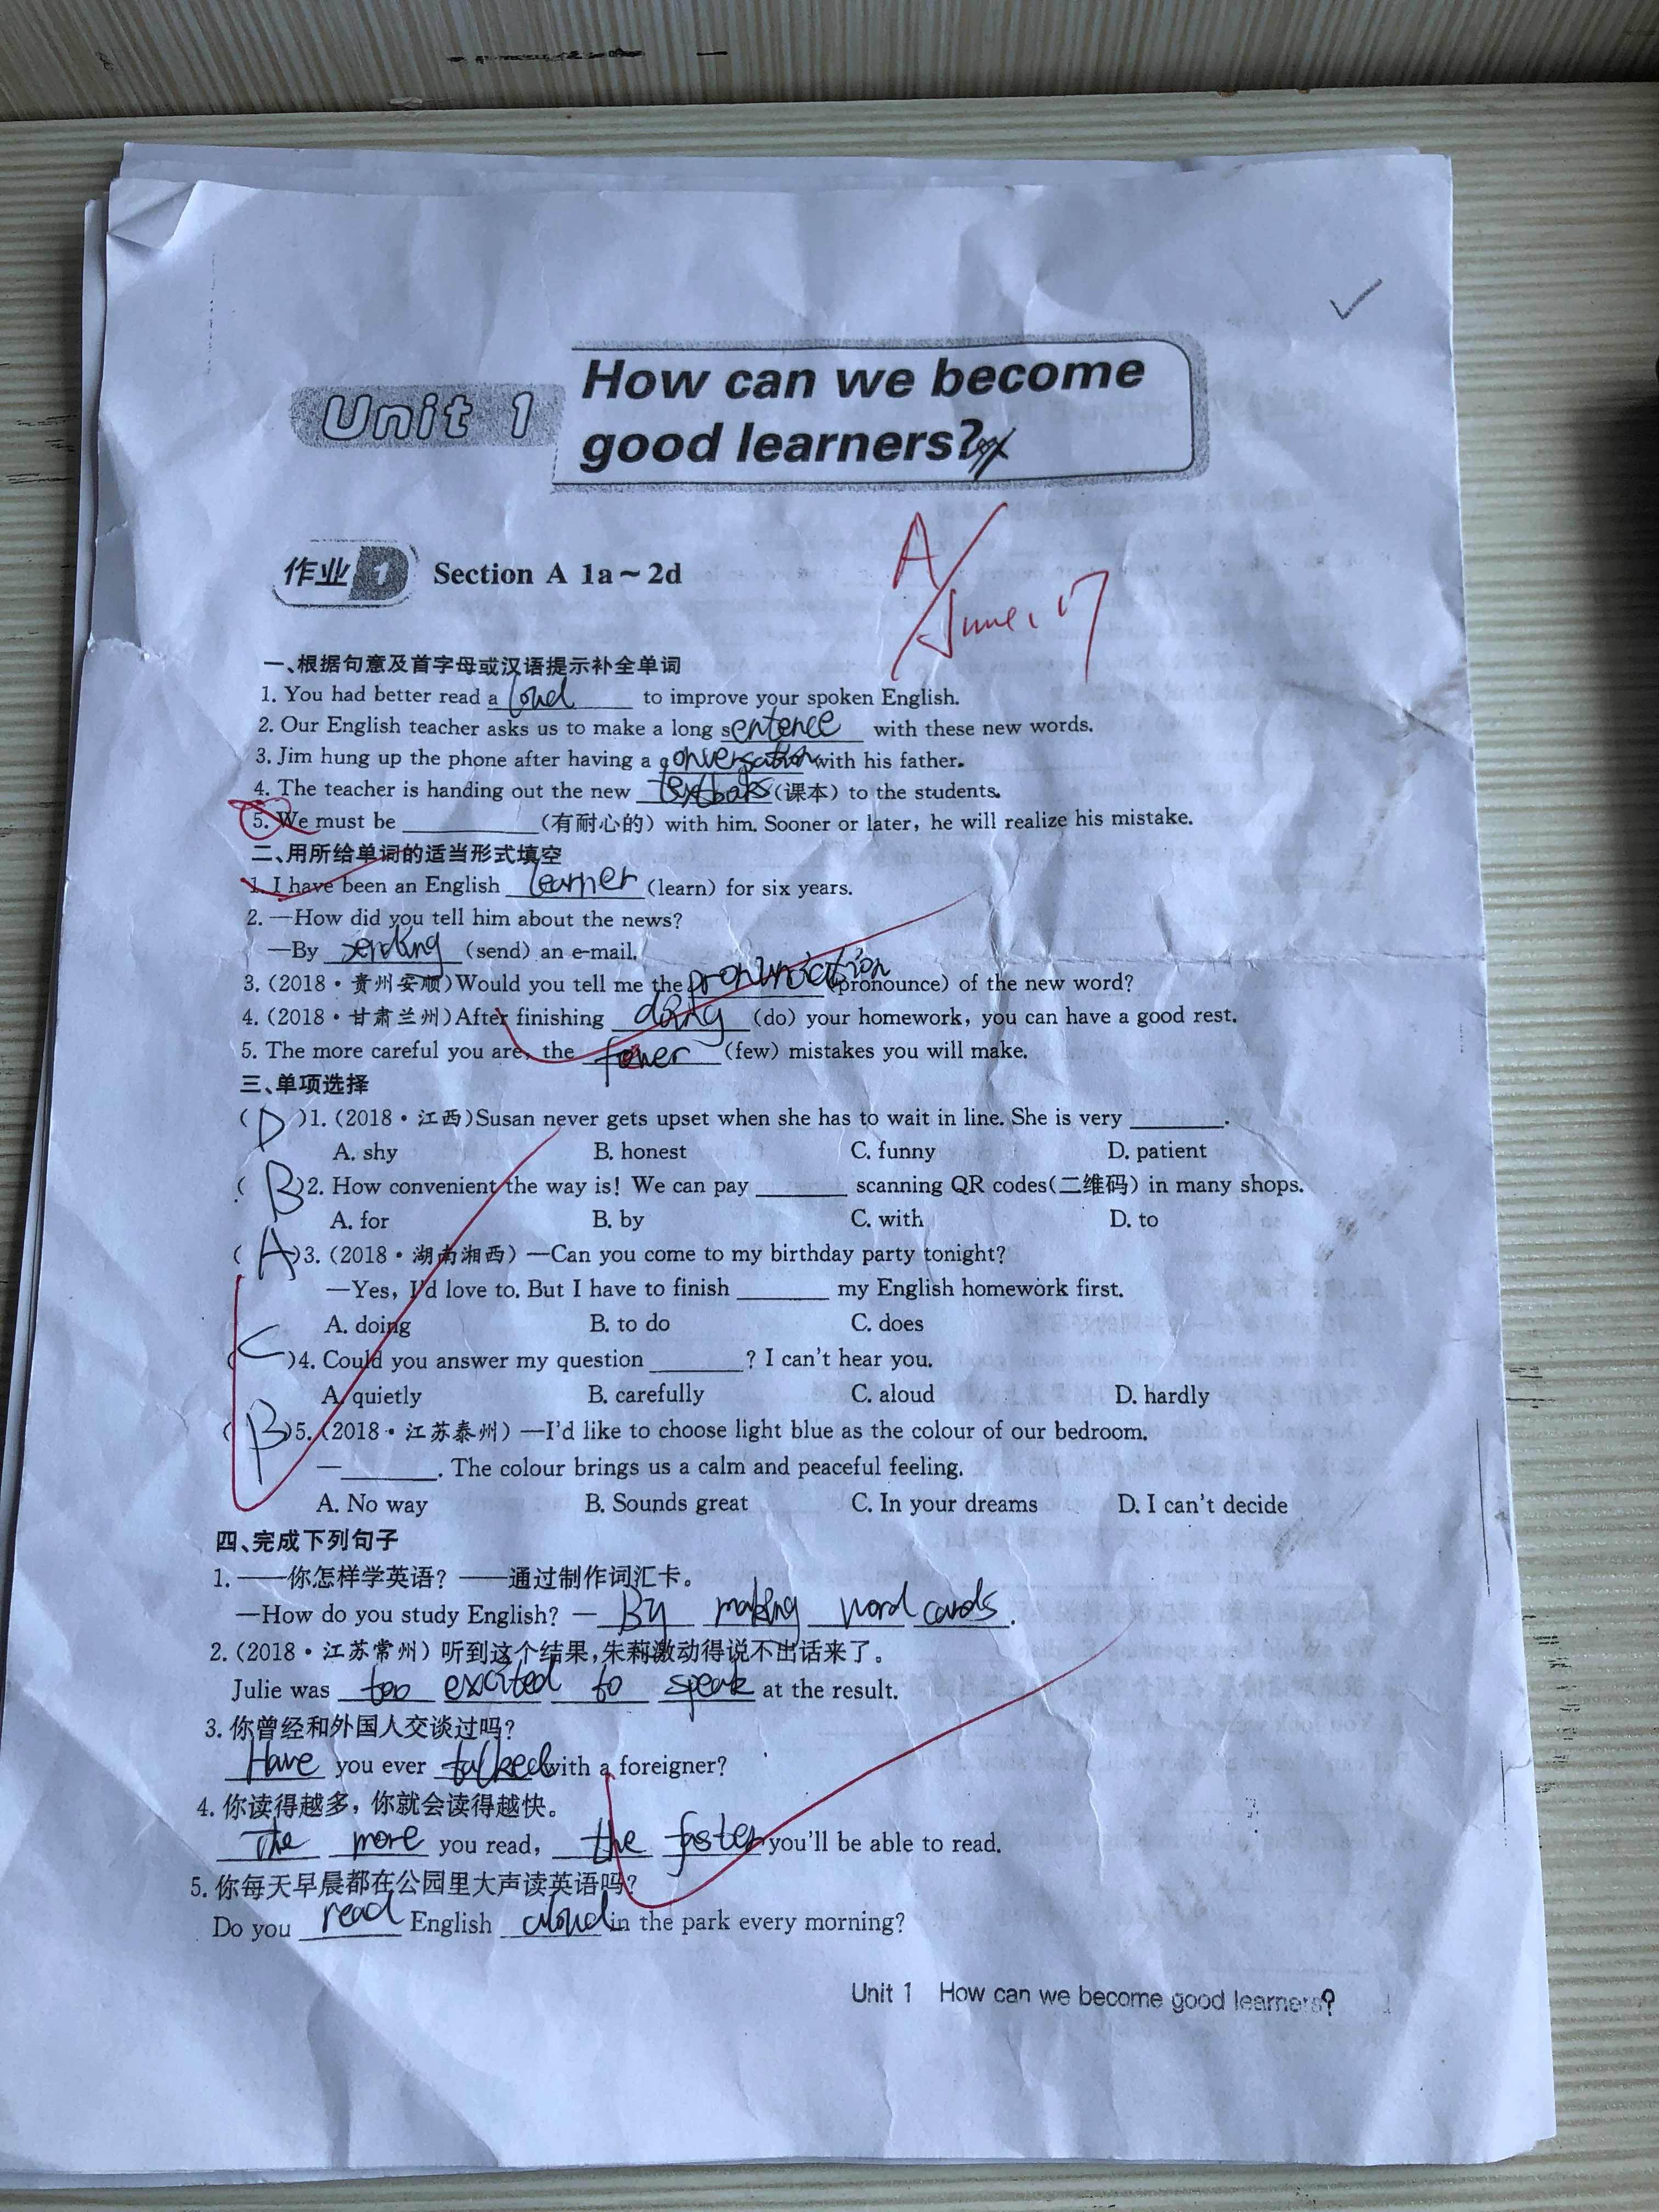 How can we become
Unit 1
good learners?
A
June, 17
作业 1 Section A 1a~2d
一、根据句意及首字母或汉语提示补全单词
1. You had better read a loud to improve your spoken English.
2. Our English teacher asks us to make a long sentence with these new words.
3. Jim hung up the phone after having a conversation with his father.
4. The teacher is handing out the new textbooks (课本) to the students.
5. We must be ____ (有耐心的) with him. Sooner or later, he will realize his mistake.
二、用所给单词的适当形式填空
1. I have been an English learner (learn) for six years.
2. —How did you tell him about the news?
—By sending (send) an e-mail.
3. (2018·贵州安顺)Would you tell me the pronunciation (pronounce) of the new word?
4. (2018·甘肃兰州)After finishing doing (do) your homework, you can have a good rest.
5. The more careful you are, the fewer (few) mistakes you will make.
三、单项选择
( D )1. (2018·江西)Susan never gets upset when she has to wait in line. She is very ____.
A. shy B. honest C. funny D. patient
( B )2. How convenient the way is! We can pay ____ scanning QR codes(二维码) in many shops.
A. for B. by C. with D. to
( A )3. (2018·湖南湘西) —Can you come to my birthday party tonight?
—Yes, I'd love to. But I have to finish ____ my English homework first.
A. doing B. to do C. does
( C )4. Could you answer my question ____? I can't hear you.
A. quietly B. carefully C. aloud D. hardly
( B )5. (2018·江苏泰州) —I'd like to choose light blue as the colour of our bedroom.
—____. The colour brings us a calm and peaceful feeling.
A. No way B. Sounds great C. In your dreams D. I can't decide
四、完成下列句子
1. ——你怎样学英语? ——通过制作词汇卡。
—How do you study English? — By making word cards.
2. (2018·江苏常州) 听到这个结果,朱莉激动得说不出话来了。
Julie was too excited to speak at the result.
3. 你曾经和外国人交谈过吗?
Have you ever talked with a foreigner?
4. 你读得越多，你就会读得越快。
The more you read, the faster you'll be able to read.
5. 你每天早晨都在公园里大声读英语吗?
Do you read English aloud in the park every morning?
Unit 1 How can we become good learners?